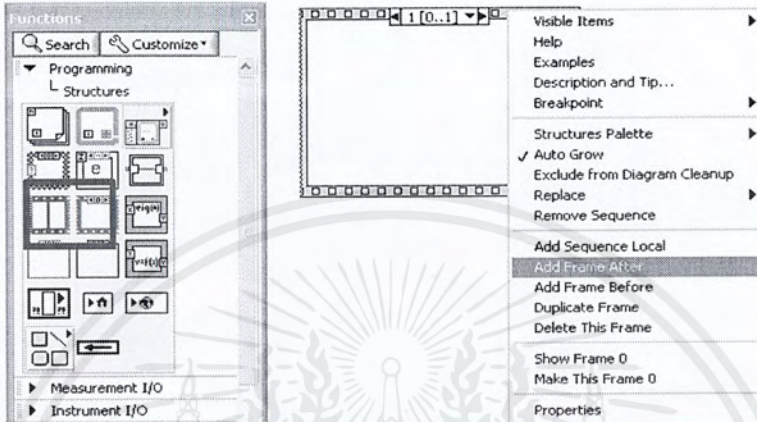 Functions
Search
Customize
Programming
Structures
Measurement I/O
Instrument I/O
1 [0..1]
Visible Items
Help
Examples
Description and Tip...
Breakpoint
Structures Palette
Auto Grow
Exclude from Diagram Cleanup
Replace
Remove Sequence
Add Sequence Local
Add Frame After
Add Frame Before
Duplicate Frame
Delete This Frame
Show Frame 0
Make This Frame 0
Properties